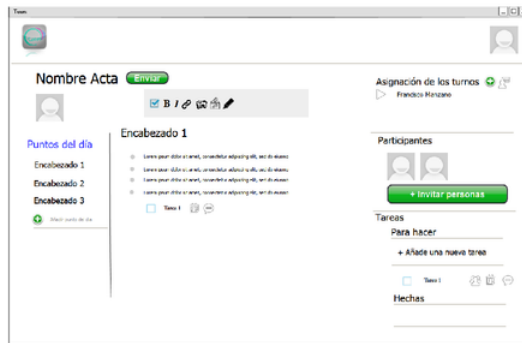 Nombre Acta
Enviar
B I
Puntos del día
Encabezado 1
Encabezado 2
Encabezado 3
Añadir punto de día
Encabezado 1
Lorem ipsum dolor sit amet, consectetur adipiscing elit, sed do eiusmod
Lorem ipsum dolor sit amet, consectetur adipiscing elit, sed do eiusmod
Lorem ipsum dolor sit amet, consectetur adipiscing elit, sed do eiusmod
Lorem ipsum dolor sit amet, consectetur adipiscing elit, sed do eiusmod
Tarea 1
Asignación de los turnos
Francisco Manzano
Participantes
+ Invitar personas
Tareas
Para hacer
+ Añade una nueva tarea
Tarea 1
Hechas